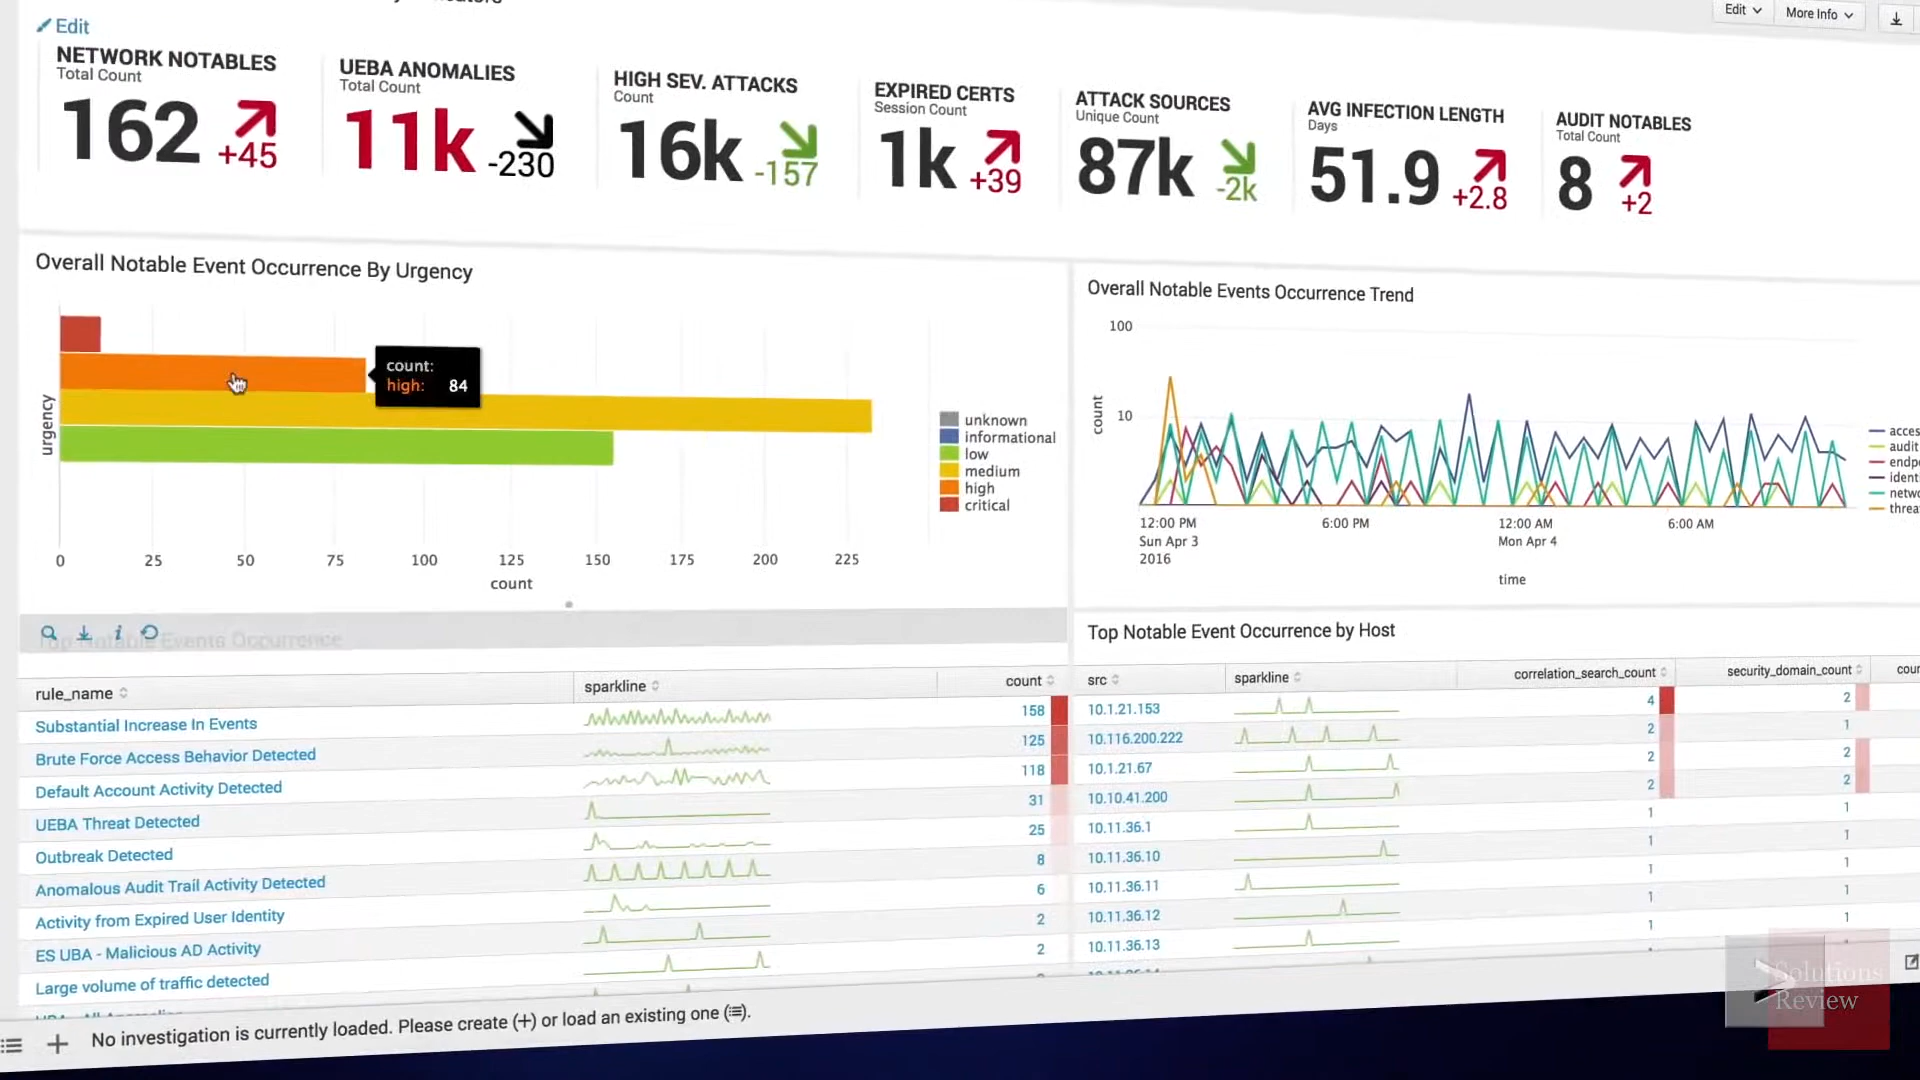 Edit
More Info
Edit
NETWORK NOTABLES
Total Count
162
+45
UEBA ANOMALIES
Total Count
11k
-230
HIGH SEV. ATTACKS
Count
16k
-157
EXPIRED CERTS
Session Count
1k
+39
ATTACK SOURCES
Unique Count
87k
-2k
AVG INFECTION LENGTH
Days
51.9
+2.8
AUDIT NOTABLES
Total Count
8
+2
Overall Notable Event Occurrence By Urgency
urgency
count:
high: 84
unknown
informational
low
medium
high
critical
0 25 50 75 100 125 150 175 200 225
count
Overall Notable Events Occurrence Trend
100
10
count
12:00 PM 6:00 PM 12:00 AM 6:00 AM
Sun Apr 3 Mon Apr 4
2016
time
acces
audit
endp
ident
netwo
threa
Top Notable Events Occurrence
rule_name sparkline count
Substantial Increase In Events 158
Brute Force Access Behavior Detected 125
Default Account Activity Detected 118
UEBA Threat Detected 31
Outbreak Detected 25
Anomalous Audit Trail Activity Detected 8
Activity from Expired User Identity 6
ES UBA - Malicious AD Activity 2
Large volume of traffic detected 2
Top Notable Event Occurrence by Host
src sparkline correlation_search_count security_domain_count cour
10.1.21.153 4 2
10.116.200.222 2 1
10.1.21.67 2 2
10.10.41.200 2 2
10.11.36.1 1 1
10.11.36.10 1 1
10.11.36.11 1 1
10.11.36.12 1 1
10.11.36.13 1 1
No investigation is currently loaded. Please create (+) or load an existing one (≡).
Solutions
Review